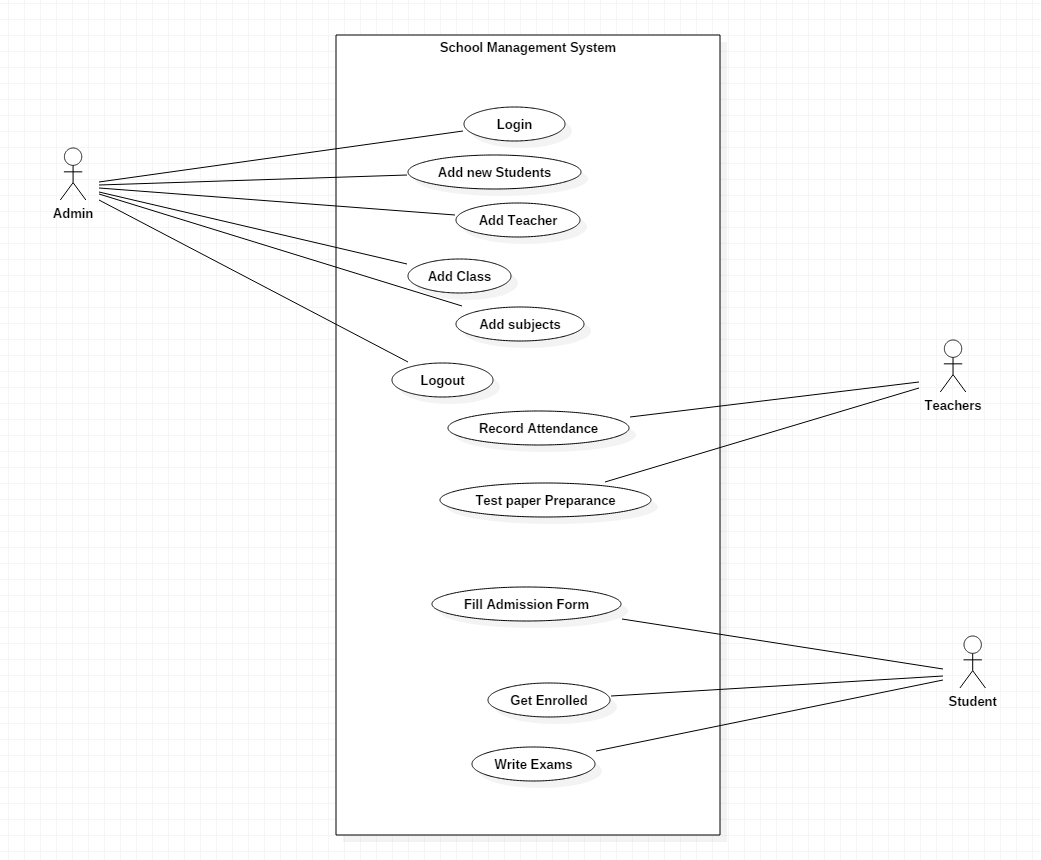 School Management System
Login
Add new Students
Admin
Add Teacher
Add Class
Add subjects
Logout
Teachers
Record Attendance
Test paper Preparance
Fill Admission Form
Get Enrolled
Student
Write Exams